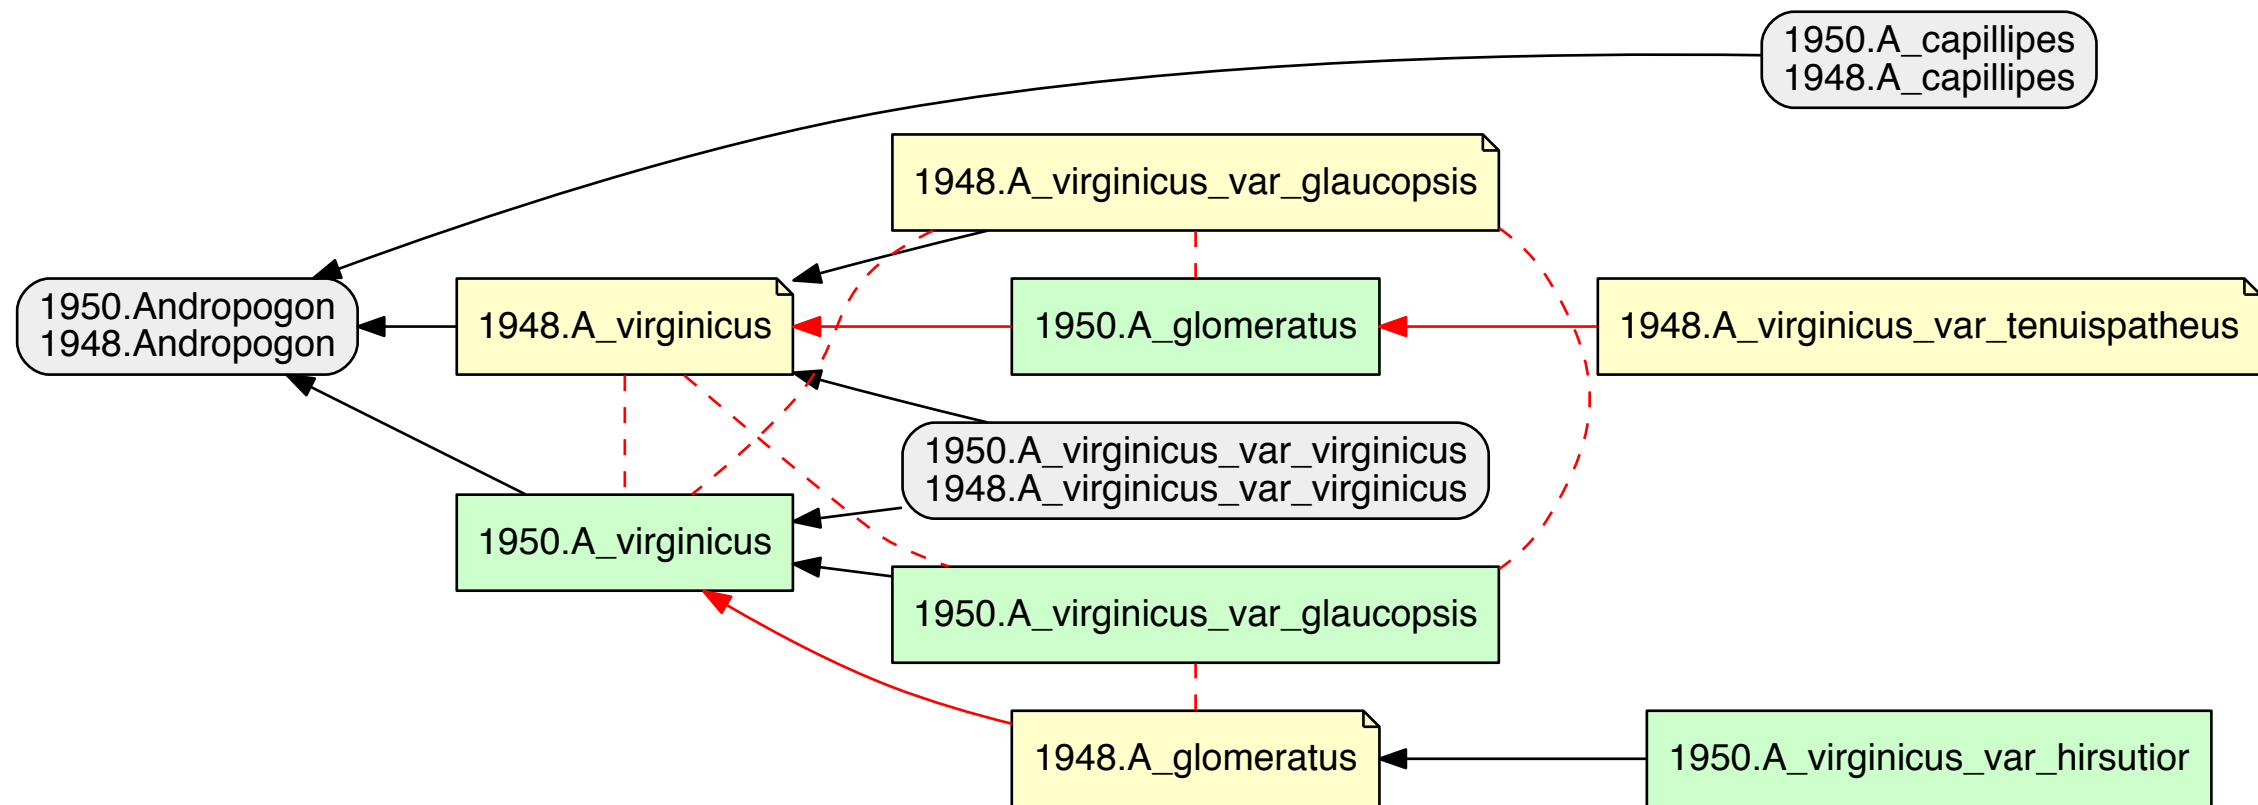 1950.A_capillipes
1948.A_capillipes
1948.A_virginicus_var_glaucopsis
1950.Andropogon
1948.Andropogon
1948.A_virginicus
1950.A_glomeratus
1948.A_virginicus_var_tenuispatheus
1950.A_virginicus_var_virginicus
1948.A_virginicus_var_virginicus
1950.A_virginicus
1950.A_virginicus_var_glaucopsis
1948.A_glomeratus
1950.A_virginicus_var_hirsutior